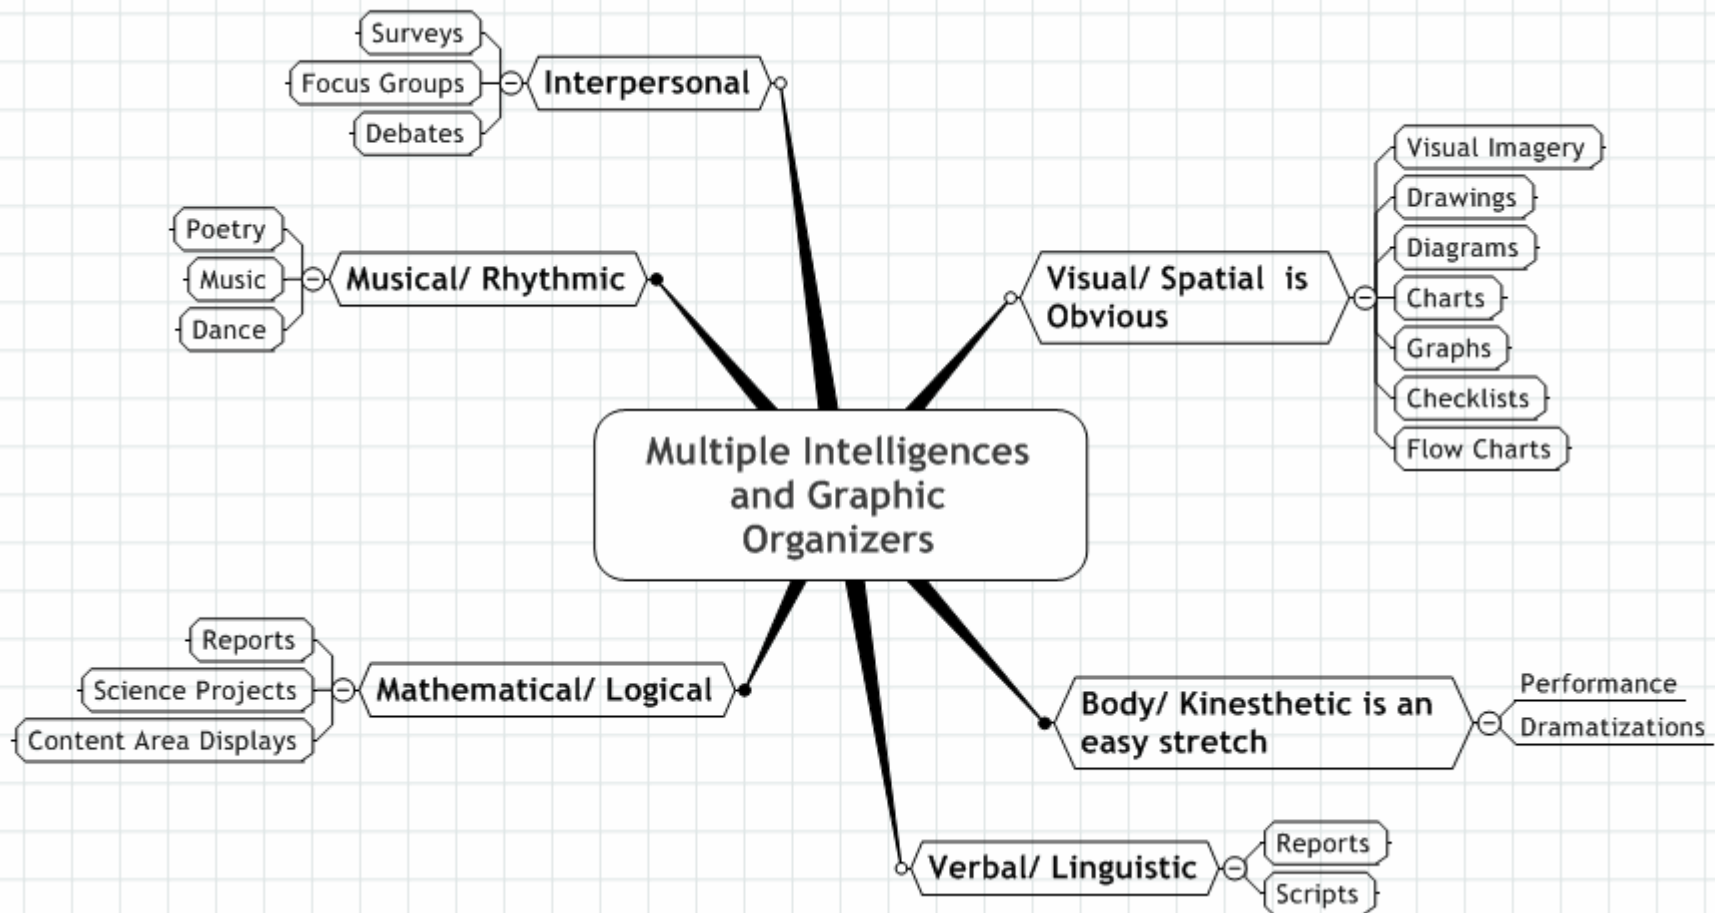 Multiple Intelligences
and Graphic
Organizers
Interpersonal
Surveys
Focus Groups
Debates
Musical/ Rhythmic
Poetry
Music
Dance
Mathematical/ Logical
Reports
Science Projects
Content Area Displays
Visual/ Spatial  is
Obvious
Visual Imagery
Drawings
Diagrams
Charts
Graphs
Checklists
Flow Charts
Body/ Kinesthetic is an
easy stretch
Performance
Dramatizations
Verbal/ Linguistic
Reports
Scripts